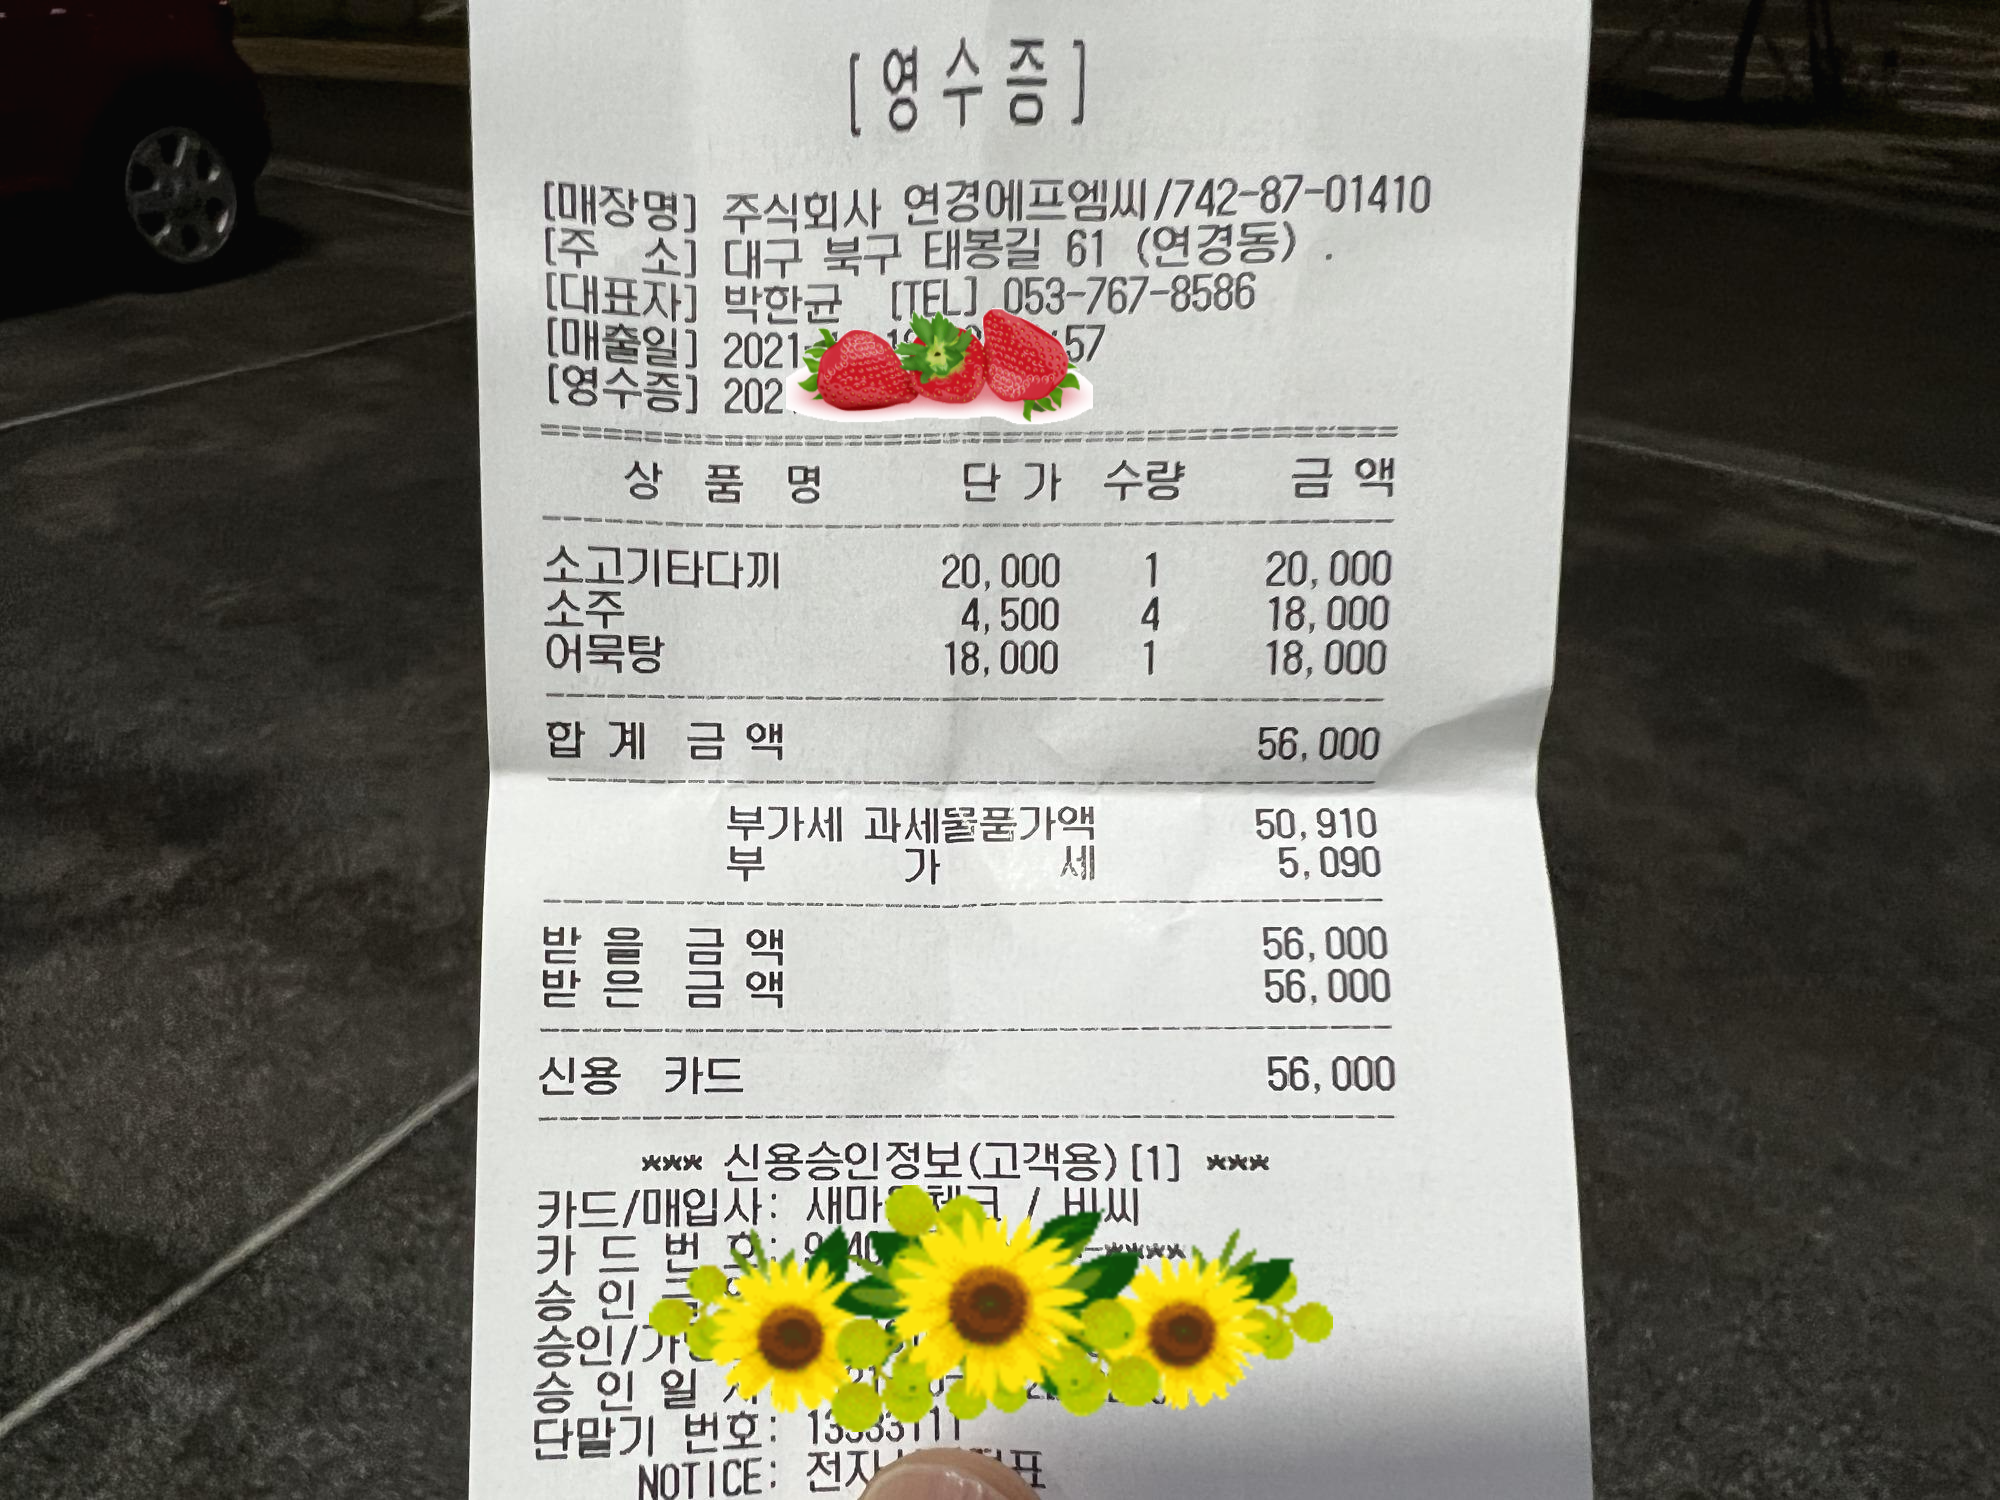 [영수증]
[매장명] 주식회사 연경에프엠씨/742-87-01410
[주 소] 대구 북구 태봉길 61 (연경동) .
[대표자] 박한균 [TEL] 053-767-8586
[매출일] 2021 57
[영수증] 202
상 품 명 단 가 수량 금 액
소고기타다끼 20,000 1 20,000
소주 4,500 4 18,000
어묵탕 18,000 1 18,000
합 계 금 액 56,000
부가세 과세물품가액 50,910
부 가 세 5,090
받 을 금 액 56,000
받 은 금 액 56,000
신용 카드 56,000
*** 신용승인정보(고객용)[1] ***
카드/매입사: / 비씨
카 드 번 호: -****
승 인
승인/
승 인 일
단말기 번호:
NOTICE: